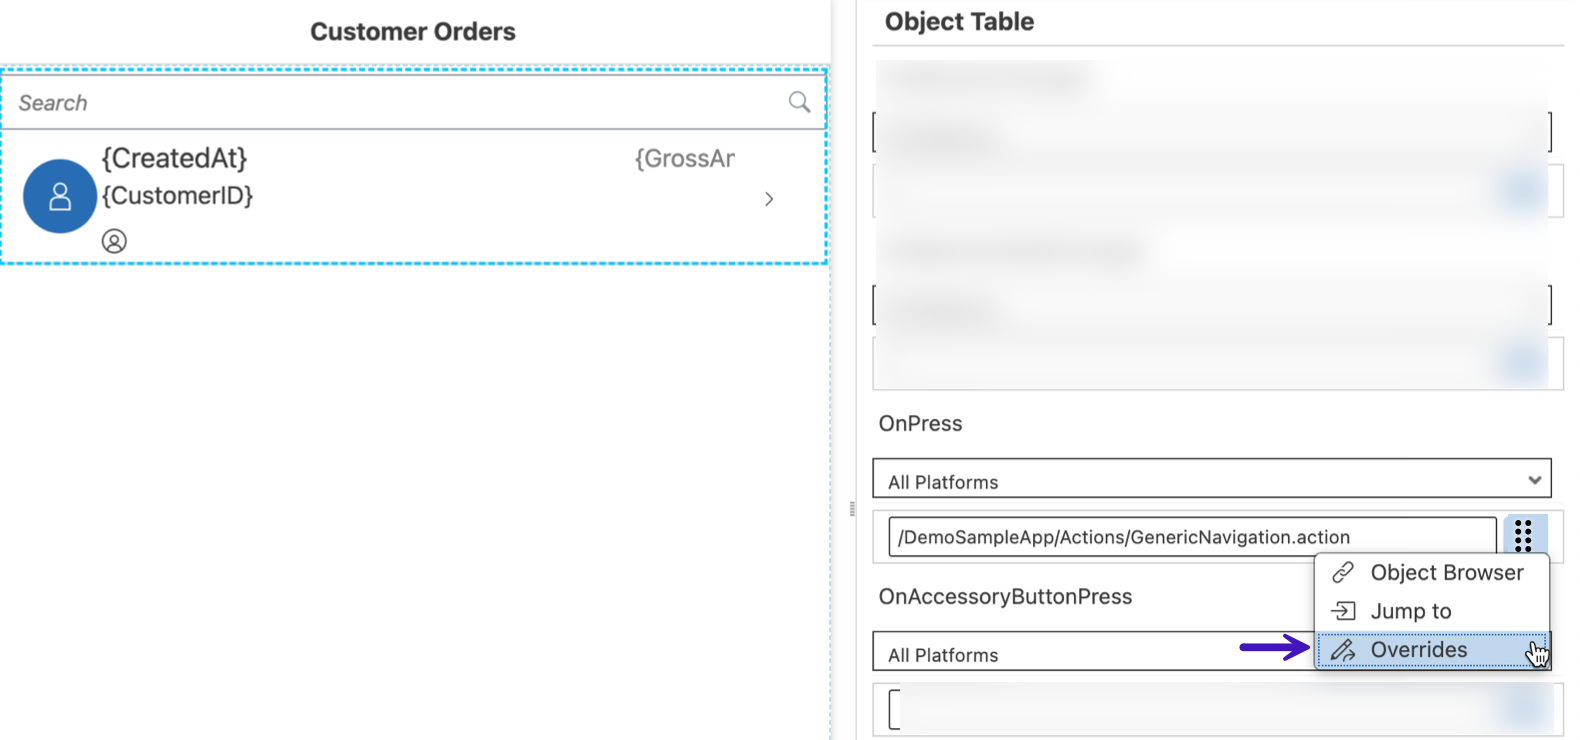 Customer Orders
Search
{CreatedAt}
{GrossAr
{CustomerID}
Object Table
OnPress
All Platforms
/DemoSampleApp/Actions/GenericNavigation.action
Object Browser
OnAccessoryButtonPress
Jump to
All Platforms
Overrides